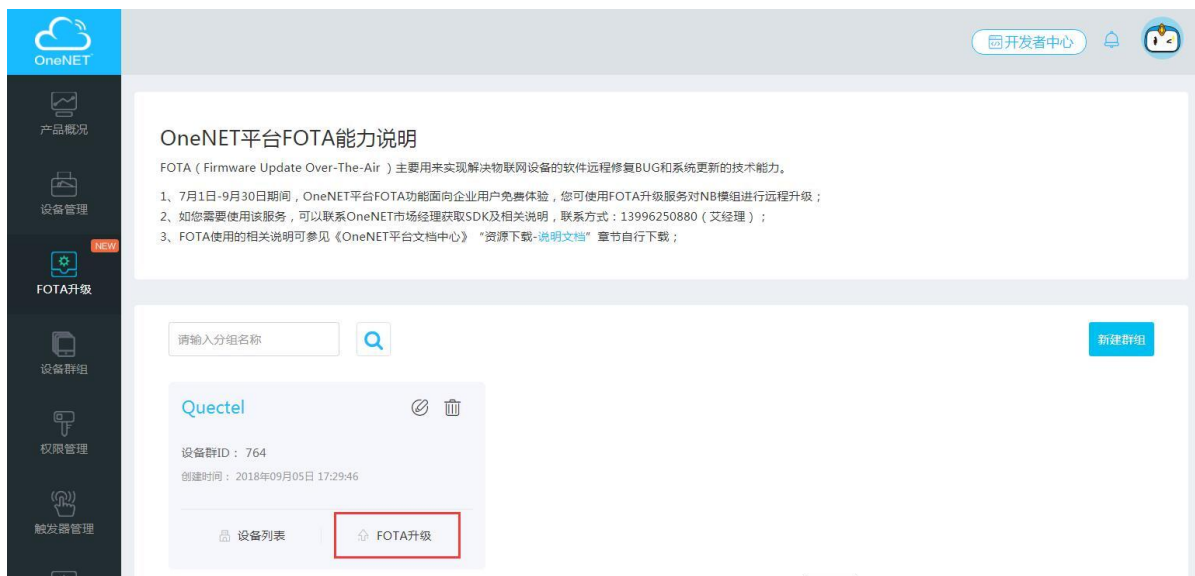 OneNET
开发者中心
产品概况
设备管理
NEW
FOTA升级
设备群组
权限管理
触发器管理
OneNET平台FOTA能力说明
FOTA ( Firmware Update Over-The-Air ) 主要用来实现解决物联网设备的软件远程修复BUG和系统更新的技术能力。
1、7月1日-9月30日期间，OneNET平台FOTA功能面向企业用户免费体验，您可使用FOTA升级服务对NB模组进行远程升级；
2、如您需要使用该服务，可以联系OneNET市场经理获取SDK及相关说明，联系方式：13996250880（艾经理）；
3、FOTA使用的相关说明可参见《OneNET平台文档中心》 “资源下载-说明文档”章节自行下载；
请输入分组名称
新建群组
Quectel
设备群ID： 764
创建时间： 2018年09月05日 17:29:46
设备列表
FOTA升级